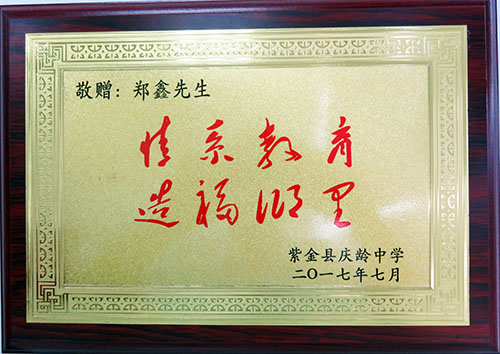 敬赠：郑鑫先生
情系教育
造福乡里
紫金县庆龄中学
二〇一七年七月